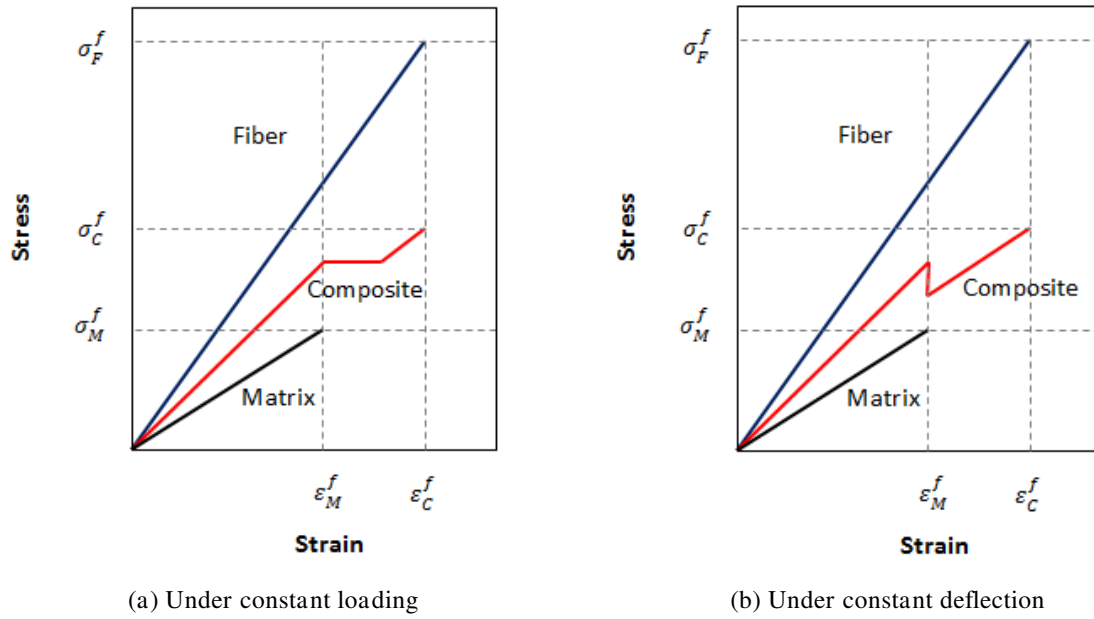 σ_F^f
Fiber
σ_C^f
Composite
σ_M^f
Matrix
Stress
ε_M^f
ε_C^f
Strain
(a) Under constant loading
σ_F^f
Fiber
σ_C^f
Composite
σ_M^f
Matrix
Stress
ε_M^f
ε_C^f
Strain
(b) Under constant deflection